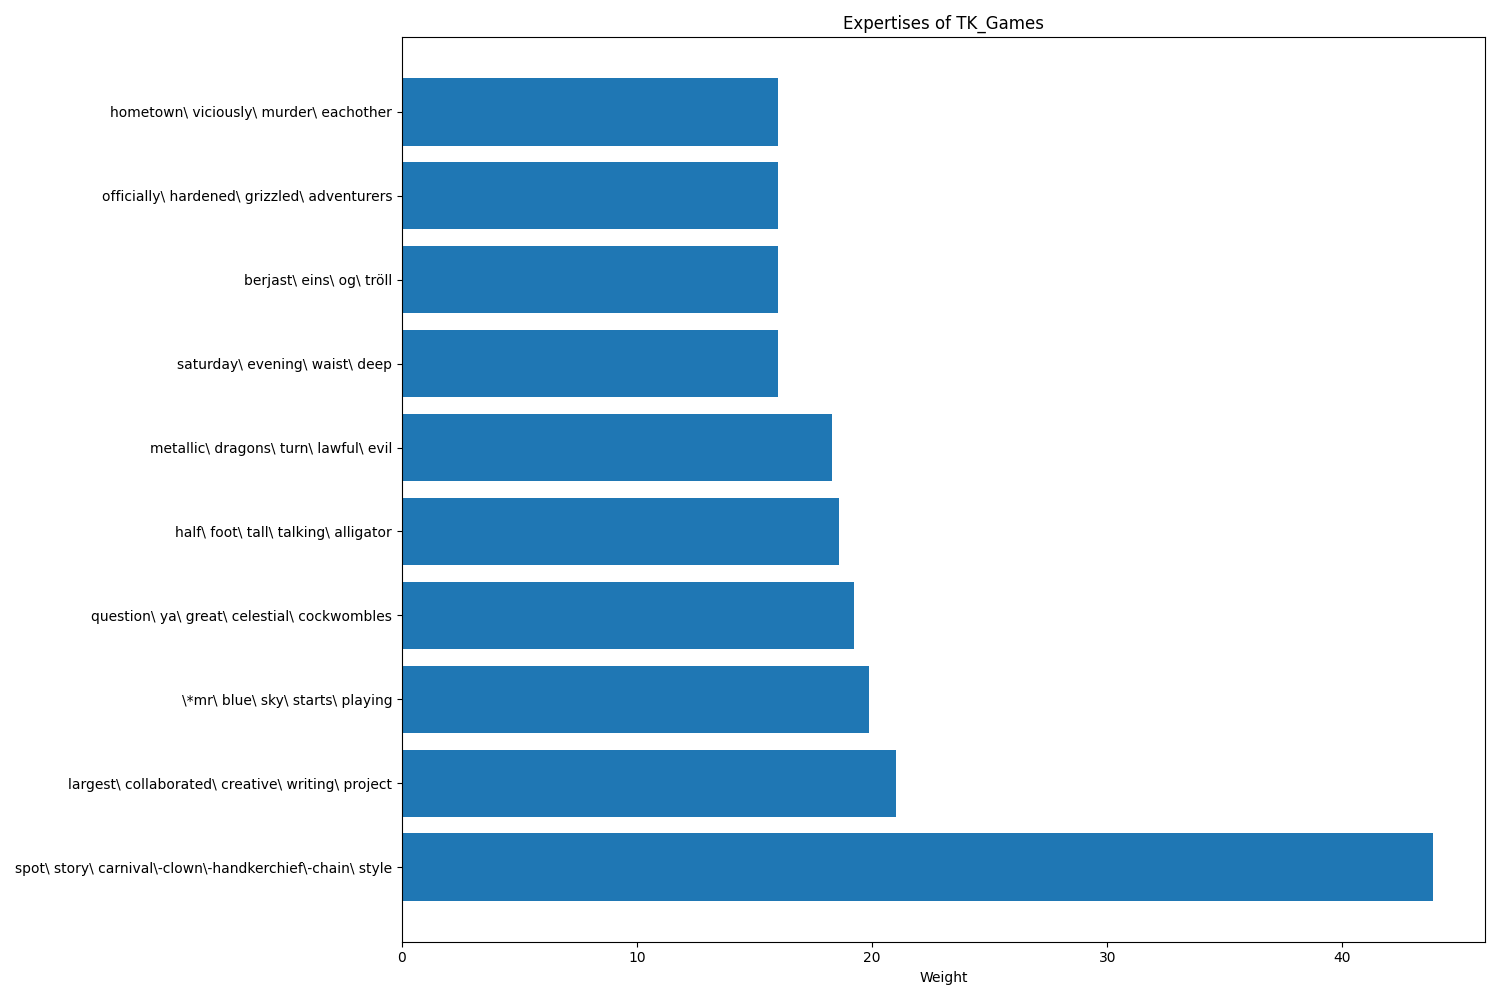 Expertises of TK_Games
hometown\ viciously\ murder\ eachother
officially\ hardened\ grizzled\ adventurers
berjast\ eins\ og\ tröll
saturday\ evening\ waist\ deep
metallic\ dragons\ turn\ lawful\ evil
half\ foot\ tall\ talking\ alligator
question\ ya\ great\ celestial\ cockwombles
\*mr\ blue\ sky\ starts\ playing
largest\ collaborated\ creative\ writing\ project
spot\ story\ carnival\-clown\-handkerchief\-chain\ style
0 10 20 30 40
Weight